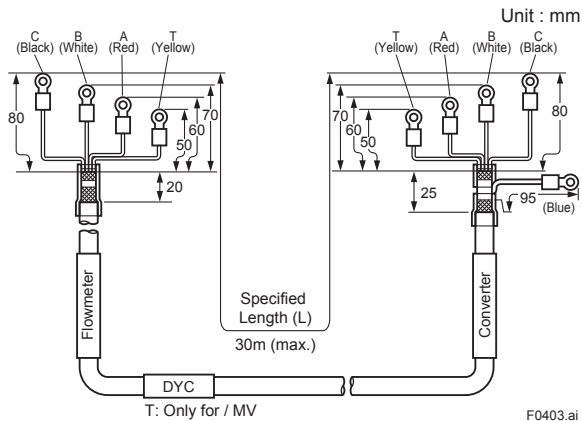 Unit : mm
C
(Black)
B
(White)
A
(Red)
T
(Yellow)
T
(Yellow)
A
(Red)
B
(White)
C
(Black)
80
70
60
50
20
70
60
50
80
25
95
(Blue)
Flowmeter
Specified
Length (L)
30m (max.)
Converter
DYC
T: Only for / MV
F0403.ai